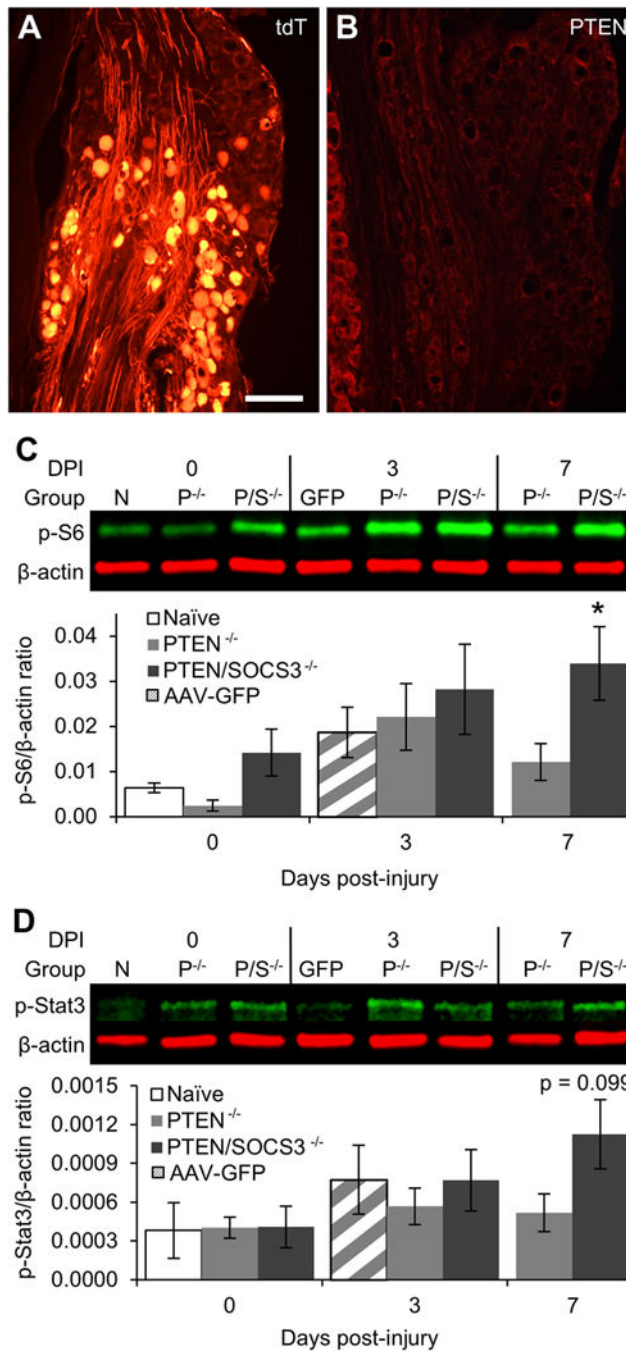 A tdT
B PTEN
C
DPI 0 3 7
Group N P-/- P/S-/- GFP P-/- P/S-/- P-/- P/S-/-
p-S6
β-actin
p-S6/β-actin ratio
0.04
0.03
0.02
0.01
0.00
Naïve
PTEN -/-
PTEN/SOCS3 -/-
AAV-GFP
*
0 3 7
Days post-injury
D
DPI 0 3 7
Group N P-/- P/S-/- GFP P-/- P/S-/- P-/- P/S-/-
p-Stat3
β-actin
p-Stat3/β-actin ratio
0.0015
0.0012
0.0009
0.0006
0.0003
0.0000
Naïve
PTEN -/-
PTEN/SOCS3 -/-
AAV-GFP
p = 0.099
0 3 7
Days post-injury